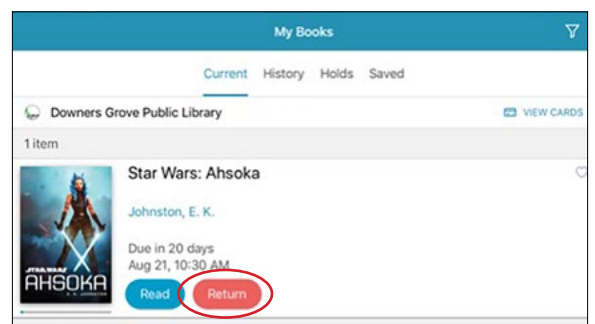 My Books
Current History Holds Saved
Downers Grove Public Library VIEW CARDS
1 item
Star Wars: Ahsoka
Johnston, E. K.
Due in 20 days
Aug 21, 10:30 AM
STAR WARS
AHSOKA
E. K. JOHNSTON
Read Return